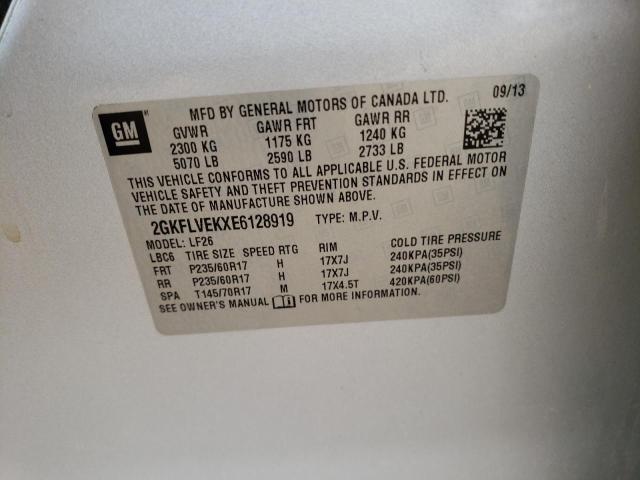 GM
MFD BY GENERAL MOTORS OF CANADA LTD. 09/13
GVWR GAWR FRT GAWR RR
2300 KG 1175 KG 1240 KG
5070 LB 2590 LB 2733 LB
THIS VEHICLE CONFORMS TO ALL APPLICABLE U.S. FEDERAL MOTOR
VEHICLE SAFETY AND THEFT PREVENTION STANDARDS IN EFFECT ON
THE DATE OF MANUFACTURE SHOWN ABOVE.
2GKFLVEKXE6128919 TYPE: M.P.V.
MODEL: LF26
LBC6 TIRE SIZE SPEED RTG RIM COLD TIRE PRESSURE
FRT P235/60R17 H 17X7J 240KPA(35PSI)
RR P235/60R17 H 17X7J 240KPA(35PSI)
SPA T145/70R17 M 17X4.5T 420KPA(60PSI)
SEE OWNER'S MANUAL FOR MORE INFORMATION.